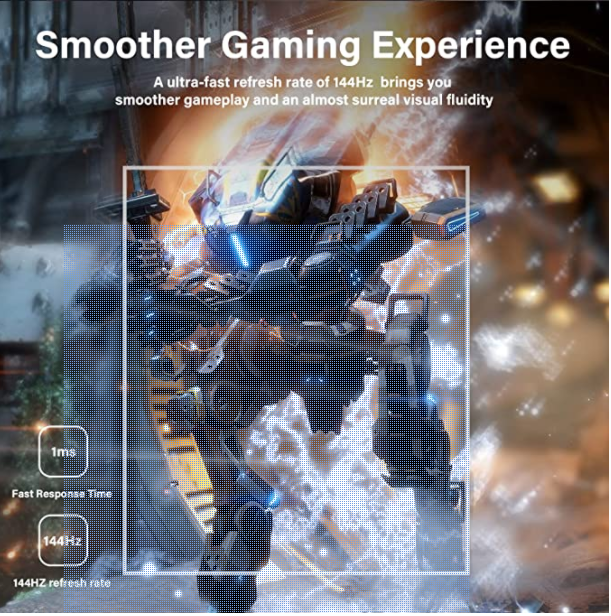 Smoother Gaming Experience
A ultra-fast refresh rate of 144Hz brings you
smoother gameplay and an almost surreal visual fluidity
1ms
Fast Response Time
144Hz
144HZ refresh rate